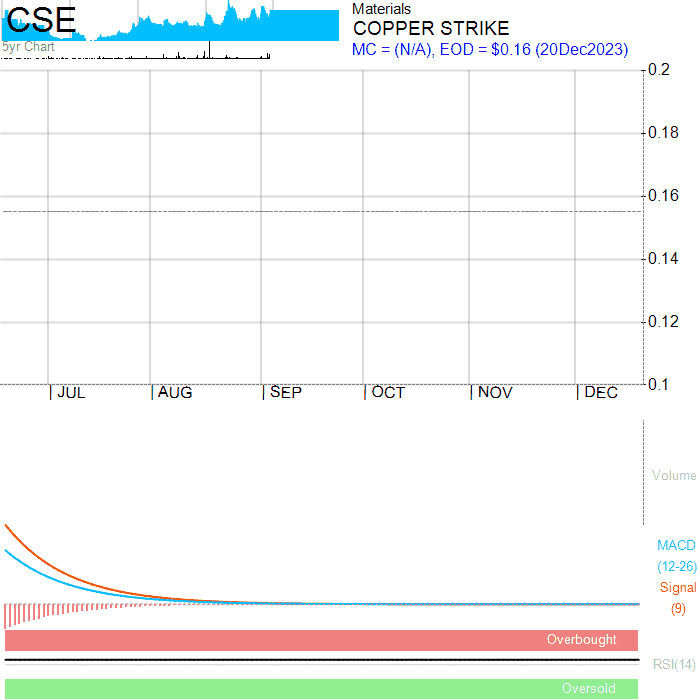 CSE
5yr Chart
Materials
COPPER STRIKE
MC = (N/A), EOD = $0.16 (20Dec2023)
0.2
0.18
0.16
0.14
0.12
0.1
JUL AUG SEP OCT NOV DEC
Volume
MACD
(12-26)
Signal
(9)
Overbought
RSI(14)
Oversold